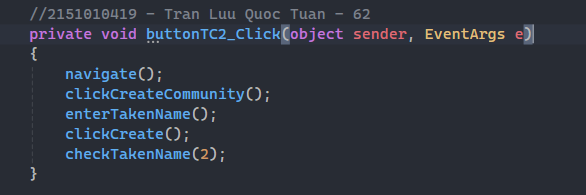 //2151010419 - Tran Luu Quoc Tuan - 62
private void buttonTC2_Click(object sender, EventArgs e)
{
navigate();
clickCreateCommunity();
enterTakenName();
clickCreate();
checkTakenName(2);
}